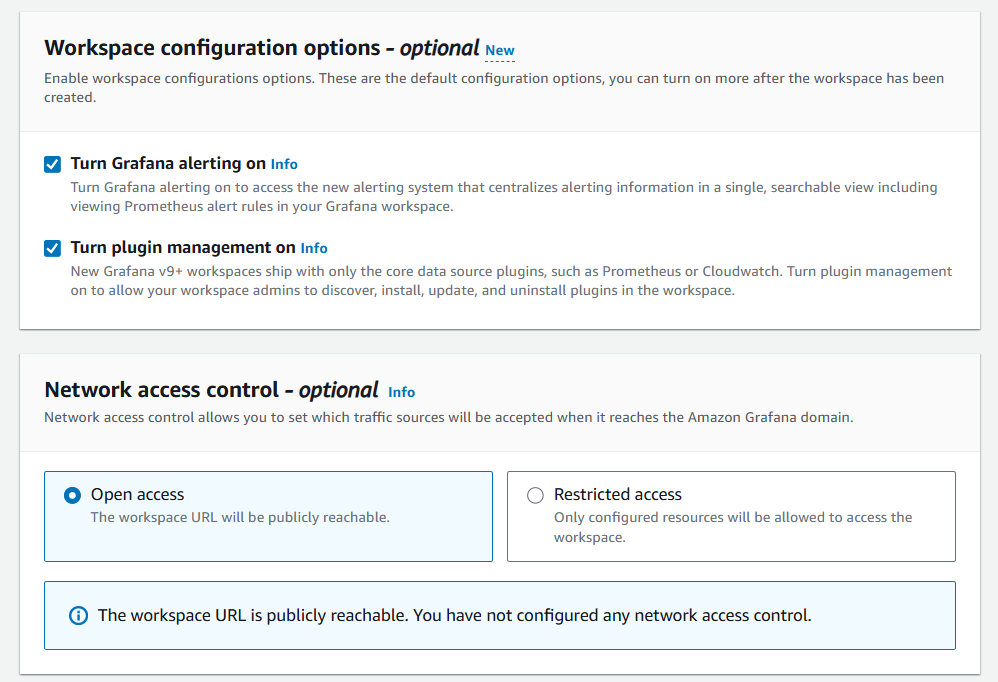 Workspace configuration options - optional New
Enable workspace configurations options. These are the default configuration options, you can turn on more after the workspace has been
created.
Turn Grafana alerting on Info
Turn Grafana alerting on to access the new alerting system that centralizes alerting information in a single, searchable view including
viewing Prometheus alert rules in your Grafana workspace.
Turn plugin management on Info
New Grafana v9+ workspaces ship with only the core data source plugins, such as Prometheus or Cloudwatch. Turn plugin management
on to allow your workspace admins to discover, install, update, and uninstall plugins in the workspace.
Network access control - optional Info
Network access control allows you to set which traffic sources will be accepted when it reaches the Amazon Grafana domain.
Open access
The workspace URL will be publicly reachable.
Restricted access
Only configured resources will be allowed to access the
workspace.
The workspace URL is publicly reachable. You have not configured any network access control.